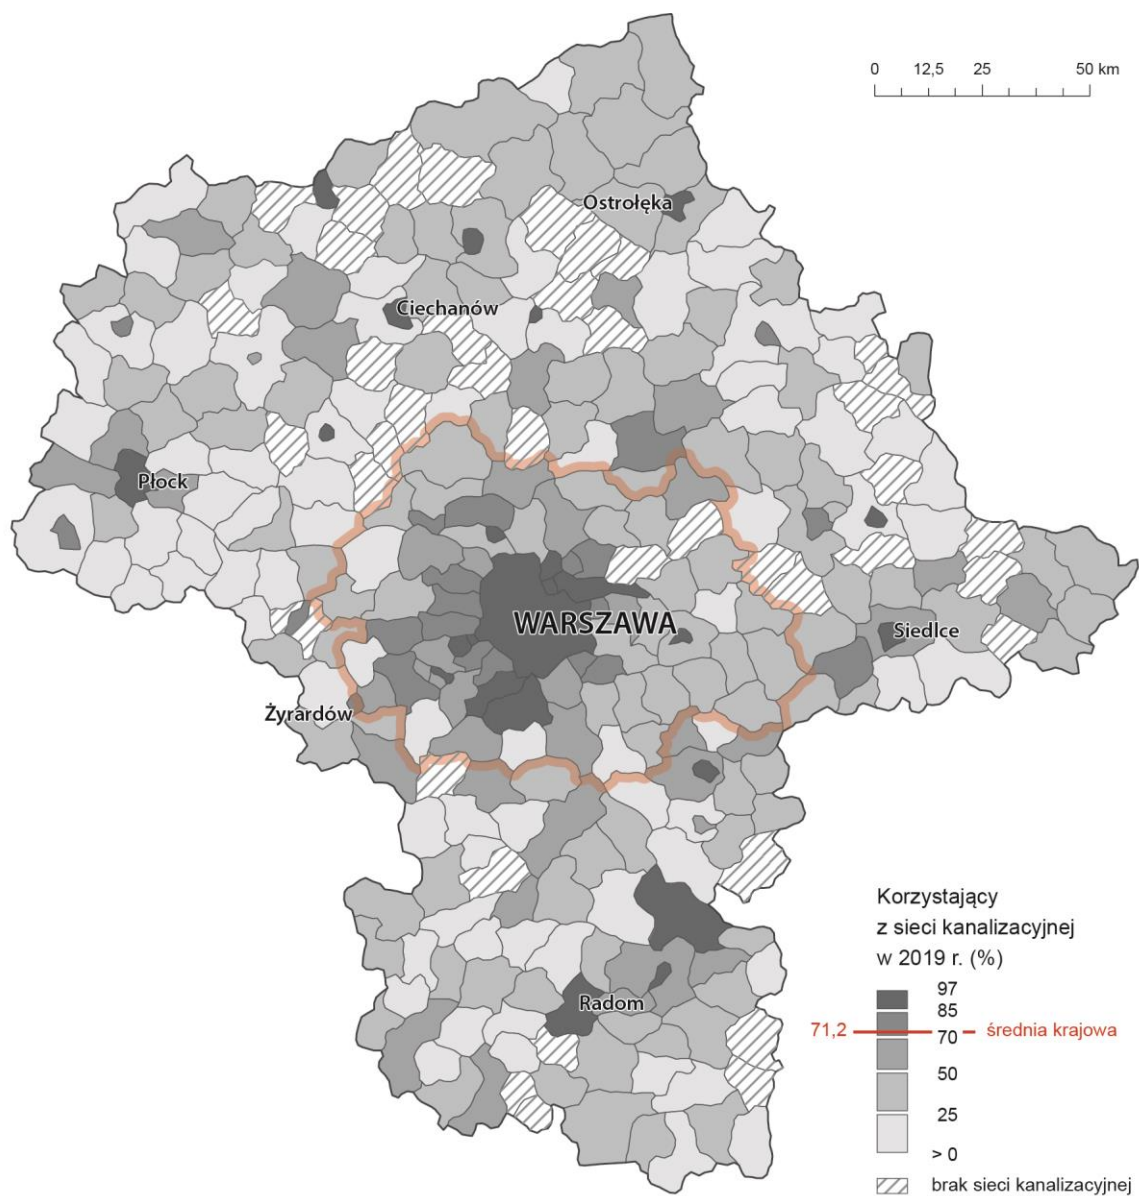 0 12,5 25 50 km
Ostrołęka
Ciechanów
Płock
WARSZAWA
Siedlce
Żyrardów
Radom
Korzystający
z sieci kanalizacyjnej
w 2019 r. (%)
97
85
71,2 średnia krajowa
70
50
25
> 0
brak sieci kanalizacyjnej